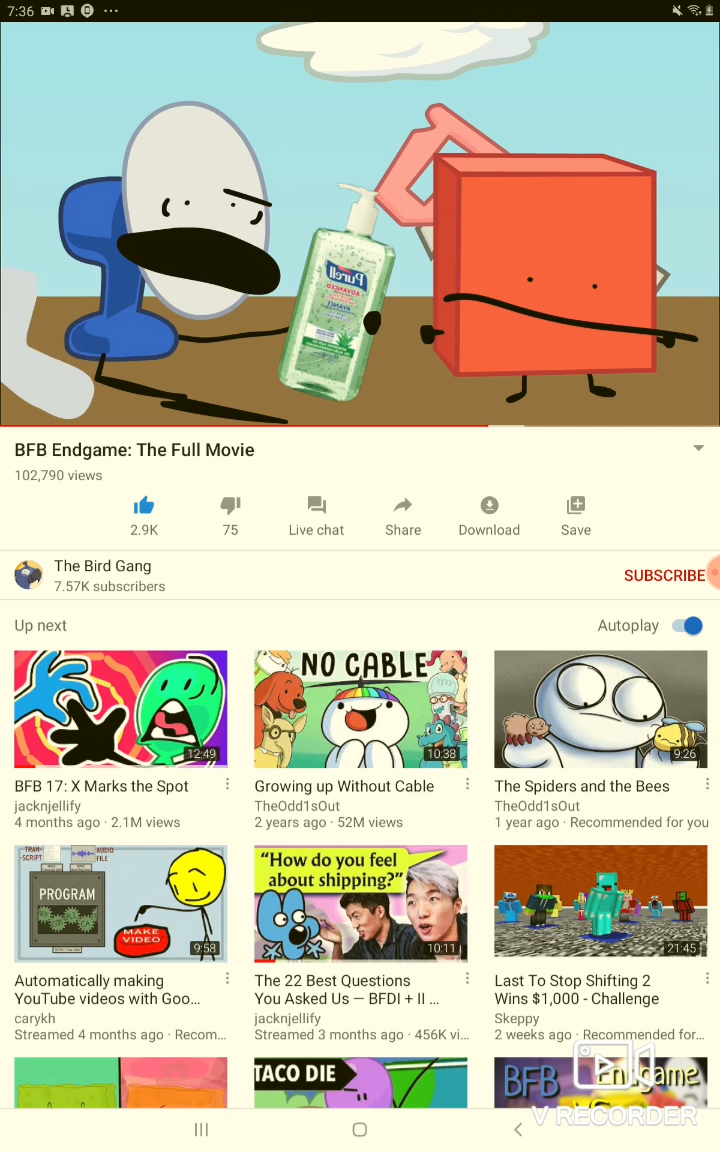 7:36
Purell
ADVANCED
AVANCÉ
BFB Endgame: The Full Movie
102,790 views
2.9K
75
Live chat
Share
Download
Save
The Bird Gang
7.57K subscribers
SUBSCRIBE
Up next
Autoplay
12:49
NO CABLE
10:38
9:26
BFB 17: X Marks the Spot
jacknjellify
4 months ago · 2.1M views
Growing up Without Cable
TheOdd1sOut
2 years ago · 52M views
The Spiders and the Bees
TheOdd1sOut
1 year ago · Recommended for you
TRAN-
-SCRIPT
AUDIO
FILE
PROGRAM
MAKE
VIDEO
9:58
"How do you feel
about shipping?"
10:11
21:45
Automatically making
YouTube videos with Goo...
carykh
Streamed 4 months ago · Recom...
The 22 Best Questions
You Asked Us — BFDI + II ...
jacknjellify
Streamed 3 months ago · 456K vi...
Last To Stop Shifting 2
Wins $1,000 - Challenge
Skeppy
2 weeks ago · Recommended for...
TACO DIE
BFB Endgame
V RECORDER